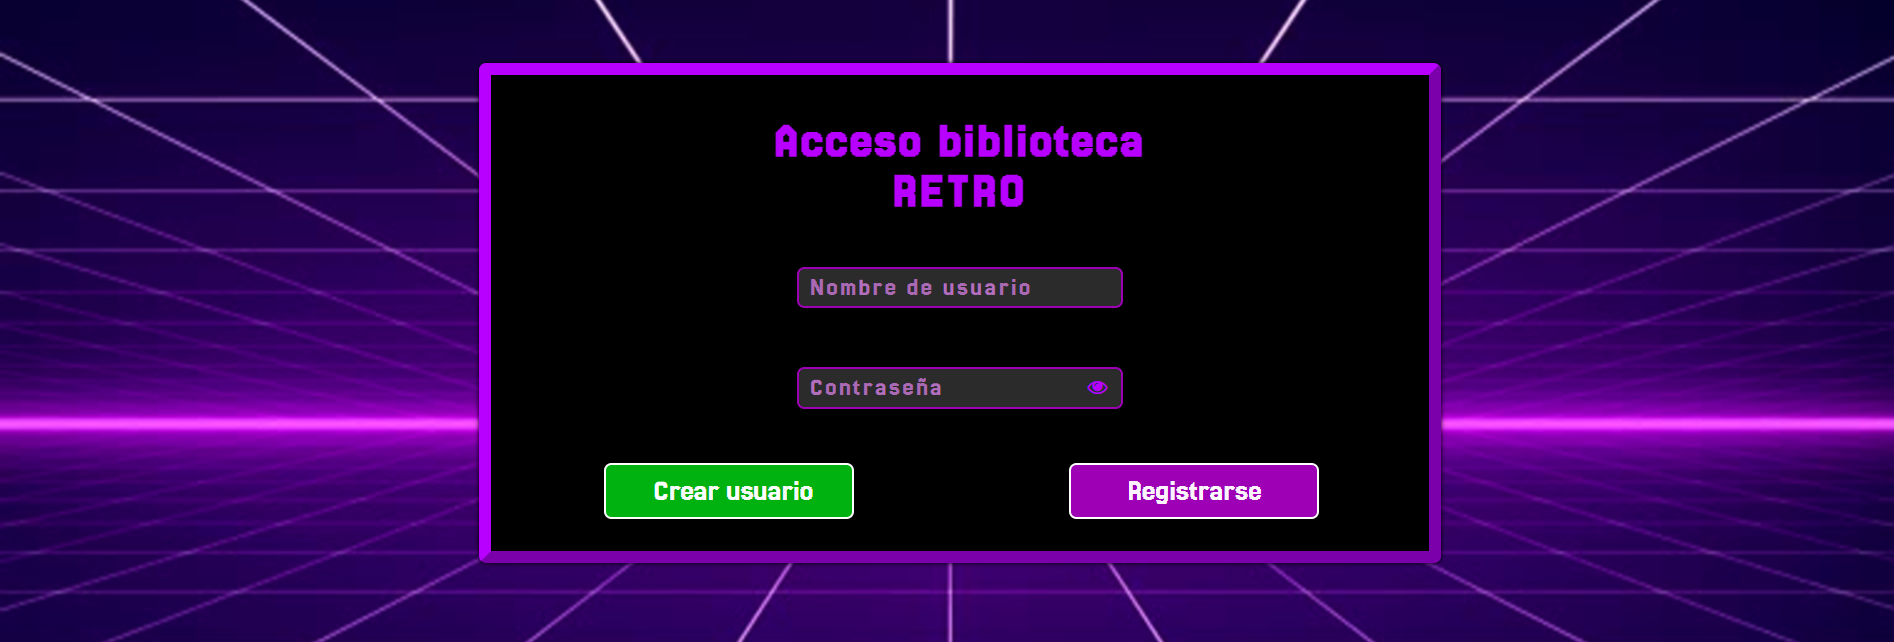 Acceso biblioteca
RETRO
Nombre de usuario
Contraseña
Crear usuario
Registrarse